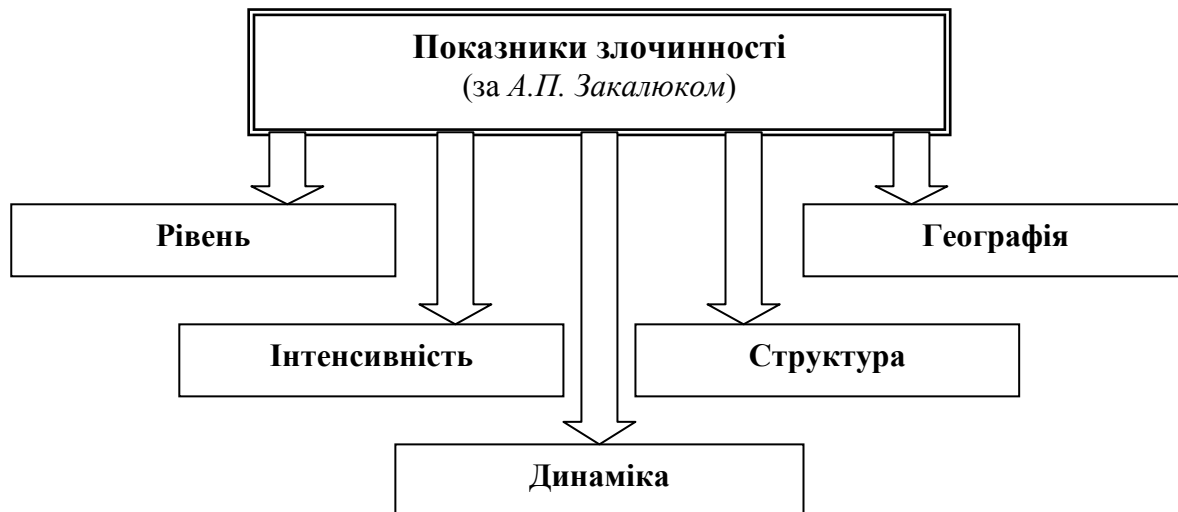 Показники злочинності
(за А.П. Закалюком)
Рівень
Географія
Інтенсивність
Структура
Динаміка